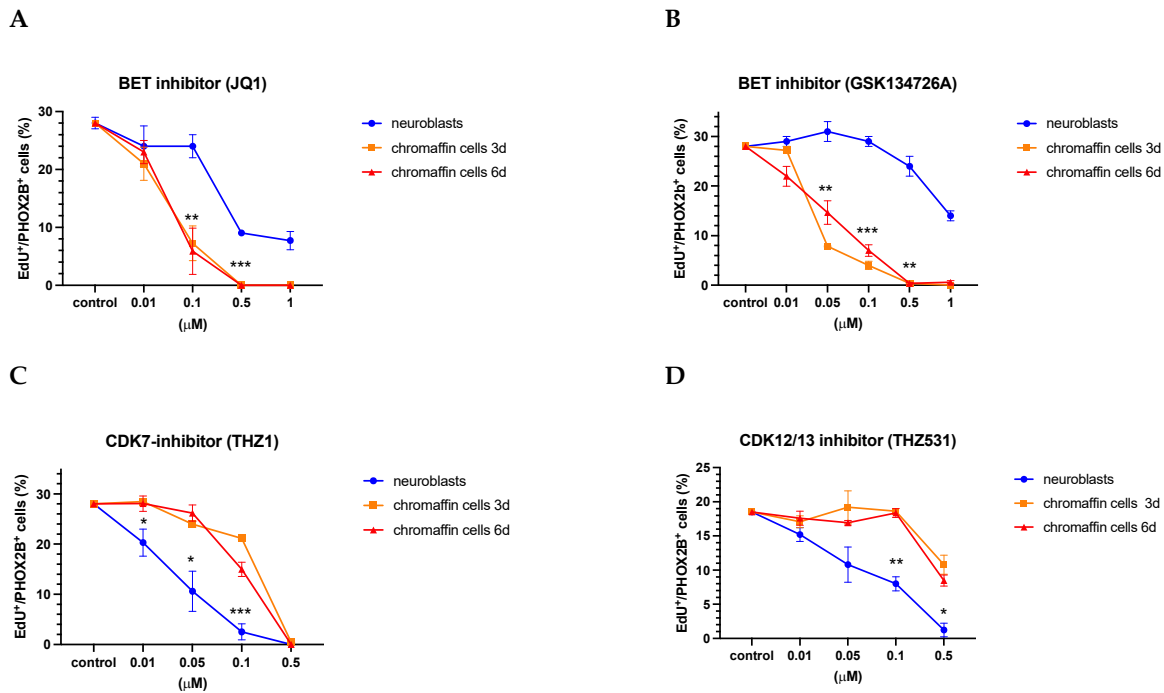 A
BET inhibitor (JQ1)
EdU⁺/PHOX2B⁺ cells (%)
30
20
10
0
**
***
control
0.01
0.1
0.5
1
(μM)
neuroblasts
chromaffin cells 3d
chromaffin cells 6d
B
BET inhibitor (GSK134726A)
EdU⁺/PHOX2b⁺ cells (%)
30
20
10
0
**
***
**
control
0.01
0.05
0.1
0.5
1
(μM)
neuroblasts
chromaffin cells 3d
chromaffin cells 6d
C
CDK7-inhibitor (THZ1)
EdU⁺/PHOX2B⁺ cells (%)
30
20
10
0
*
*
***
control
0.01
0.05
0.1
0.5
(μM)
neuroblasts
chromaffin cells 3d
chromaffin cells 6d
D
CDK12/13 inhibitor (THZ531)
EdU⁺/PHOX2B⁺ cells (%)
25
20
15
10
5
0
**
*
control
0.01
0.05
0.1
0.5
(μM)
neuroblasts
chromaffin cells 3d
chromaffin cells 6d